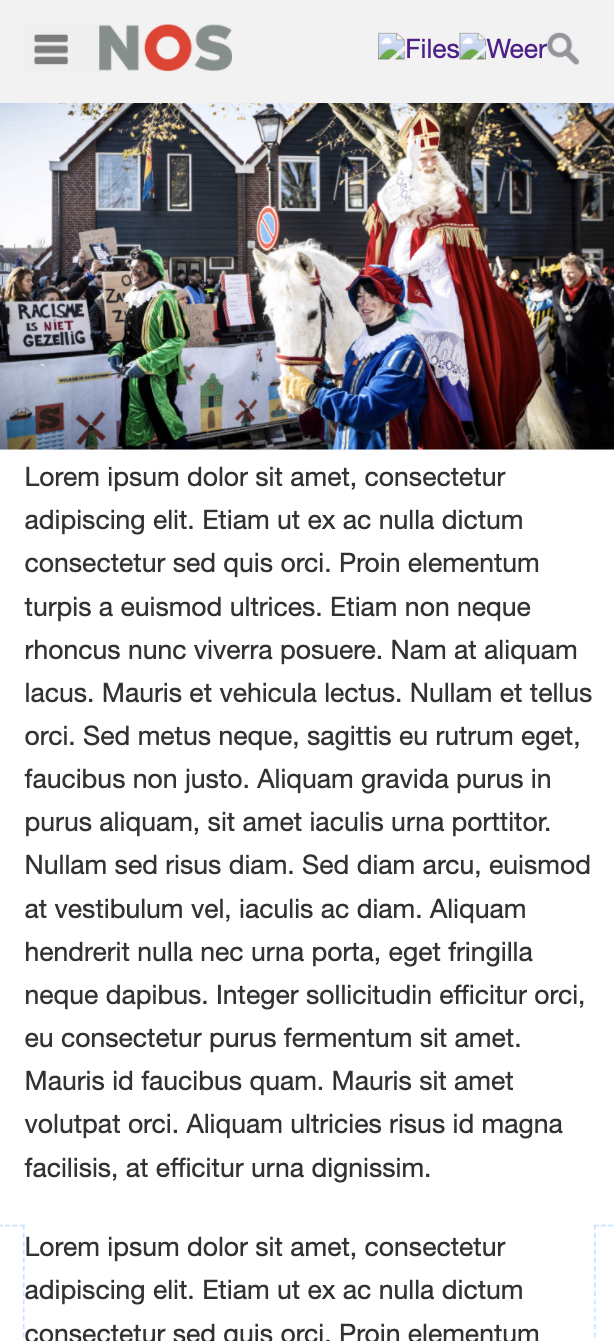 NOS
Files Weer
RACISME
IS NIET
GEZELLIG
Lorem ipsum dolor sit amet, consectetur
adipiscing elit. Etiam ut ex ac nulla dictum
consectetur sed quis orci. Proin elementum
turpis a euismod ultrices. Etiam non neque
rhoncus nunc viverra posuere. Nam at aliquam
lacus. Mauris et vehicula lectus. Nullam et tellus
orci. Sed metus neque, sagittis eu rutrum eget,
faucibus non justo. Aliquam gravida purus in
purus aliquam, sit amet iaculis urna porttitor.
Nullam sed risus diam. Sed diam arcu, euismod
at vestibulum vel, iaculis ac diam. Aliquam
hendrerit nulla nec urna porta, eget fringilla
neque dapibus. Integer sollicitudin efficitur orci,
eu consectetur purus fermentum sit amet.
Mauris id faucibus quam. Mauris sit amet
volutpat orci. Aliquam ultricies risus id magna
facilisis, at efficitur urna dignissim.
Lorem ipsum dolor sit amet, consectetur
adipiscing elit. Etiam ut ex ac nulla dictum
consectetur sed quis orci. Proin elementum